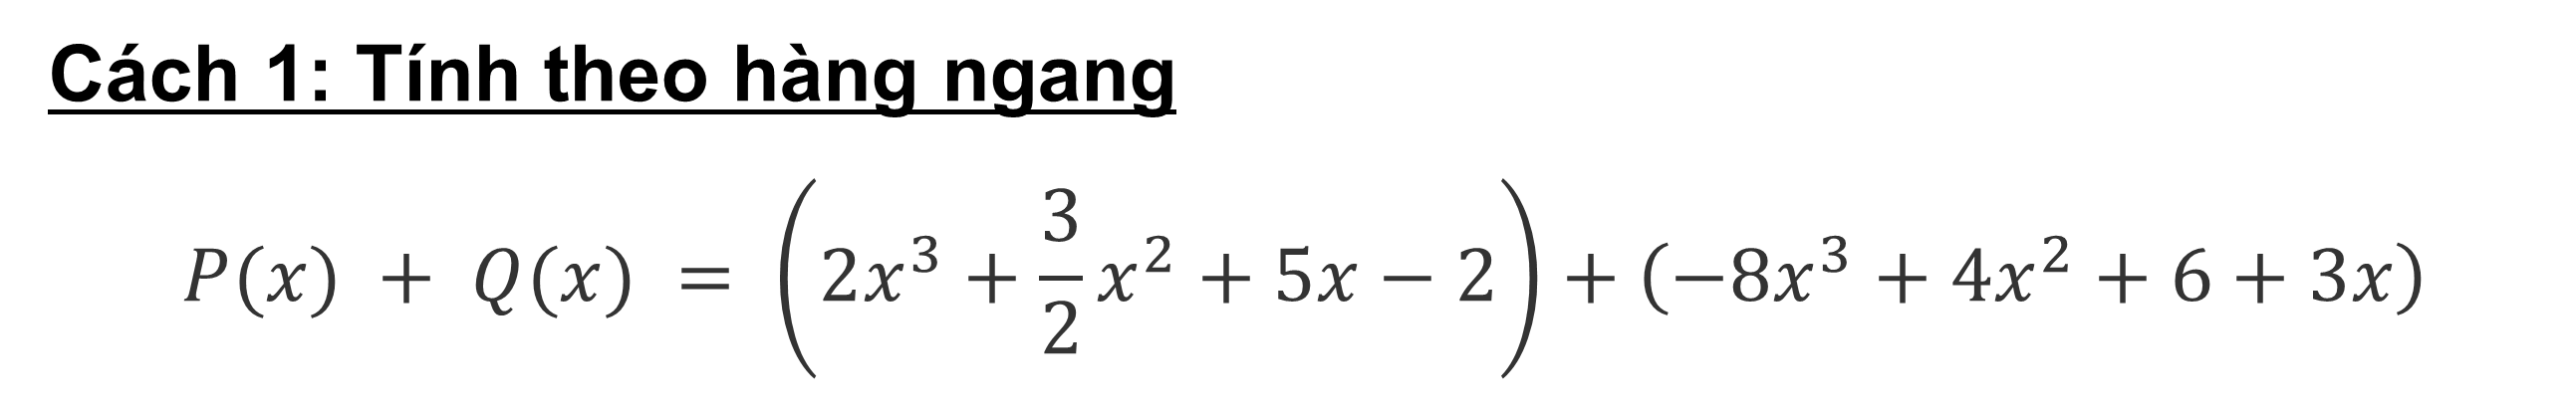 Cách 1: Tính theo hàng ngang
P(x) + Q(x) = (2x³ + 3/2 x² + 5x − 2) + (−8x³ + 4x² + 6 + 3x)